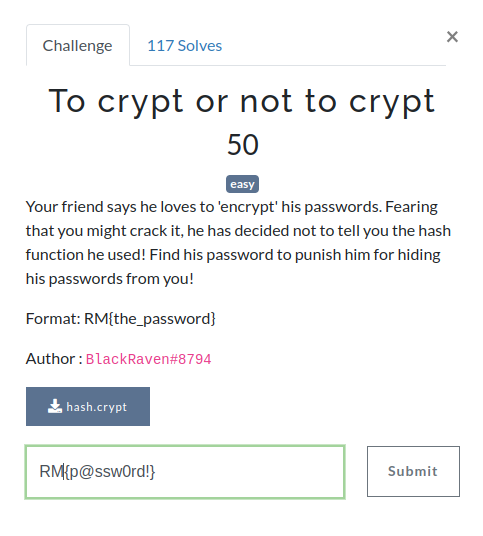 Challenge 117 Solves ×
To crypt or not to crypt
50
easy
Your friend says he loves to 'encrypt' his passwords. Fearing
that you might crack it, he has decided not to tell you the hash
function he used! Find his password to punish him for hiding
his passwords from you!
Format: RM{the_password}
Author : BlackRaven#8794
hash.crypt
RM{p@ssw0rd!} Submit